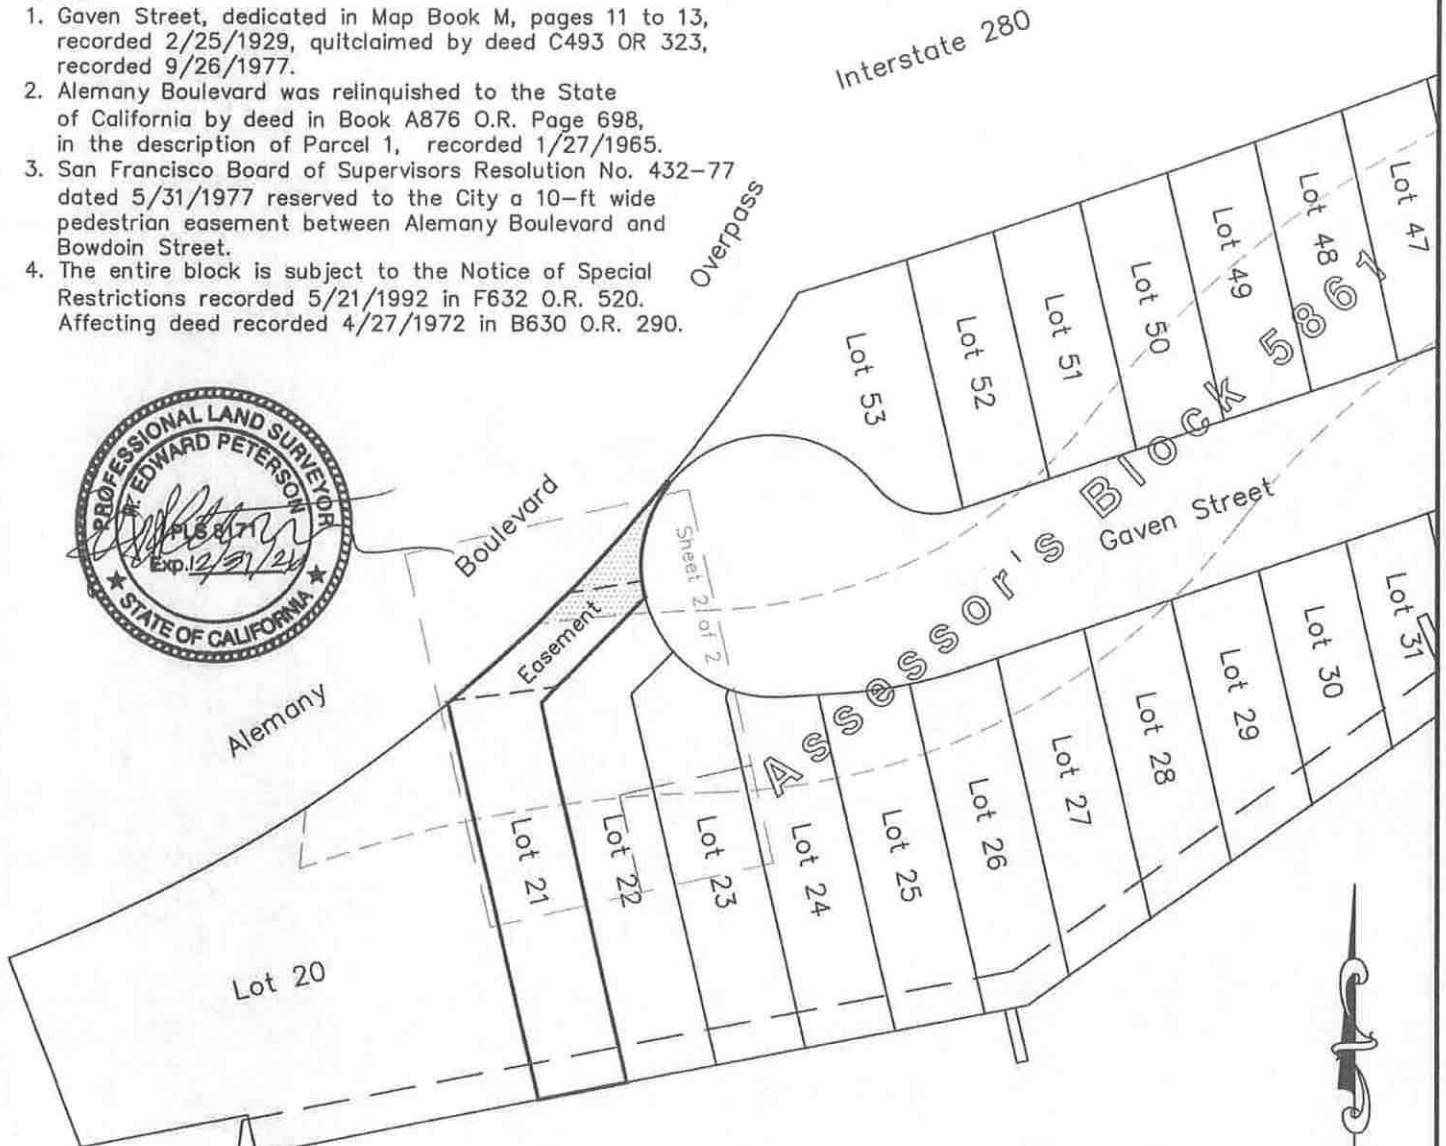 1. Gaven Street, dedicated in Map Book M, pages 11 to 13,
recorded 2/25/1929, quitclaimed by deed C493 OR 323,
recorded 9/26/1977.
2. Alemany Boulevard was relinquished to the State
of California by deed in Book A876 O.R. Page 698,
in the description of Parcel 1, recorded 1/27/1965.
3. San Francisco Board of Supervisors Resolution No. 432-77
dated 5/31/1977 reserved to the City a 10-ft wide
pedestrian easement between Alemany Boulevard and
Bowdoin Street.
4. The entire block is subject to the Notice of Special
Restrictions recorded 5/21/1992 in F632 O.R. 520.
Affecting deed recorded 4/27/1972 in B630 O.R. 290.
Interstate 280
Overpass
Lot 47
Lot 48
Lot 49
Lot 50
Lot 51
Lot 52
Lot 53
PROFESSIONAL LAND SURVEYOR
EDWARD PETERSON
PLS
Exp. 12/31/26
STATE OF CALIFORNIA
Boulevard
Alemany
Easement
Sheet 2 of 2
Assessor's Block 5861
Gaven Street
Lot 31
Lot 30
Lot 29
Lot 28
Lot 27
Lot 26
Lot 25
Lot 24
Lot 23
Lot 22
Lot 21
Lot 20